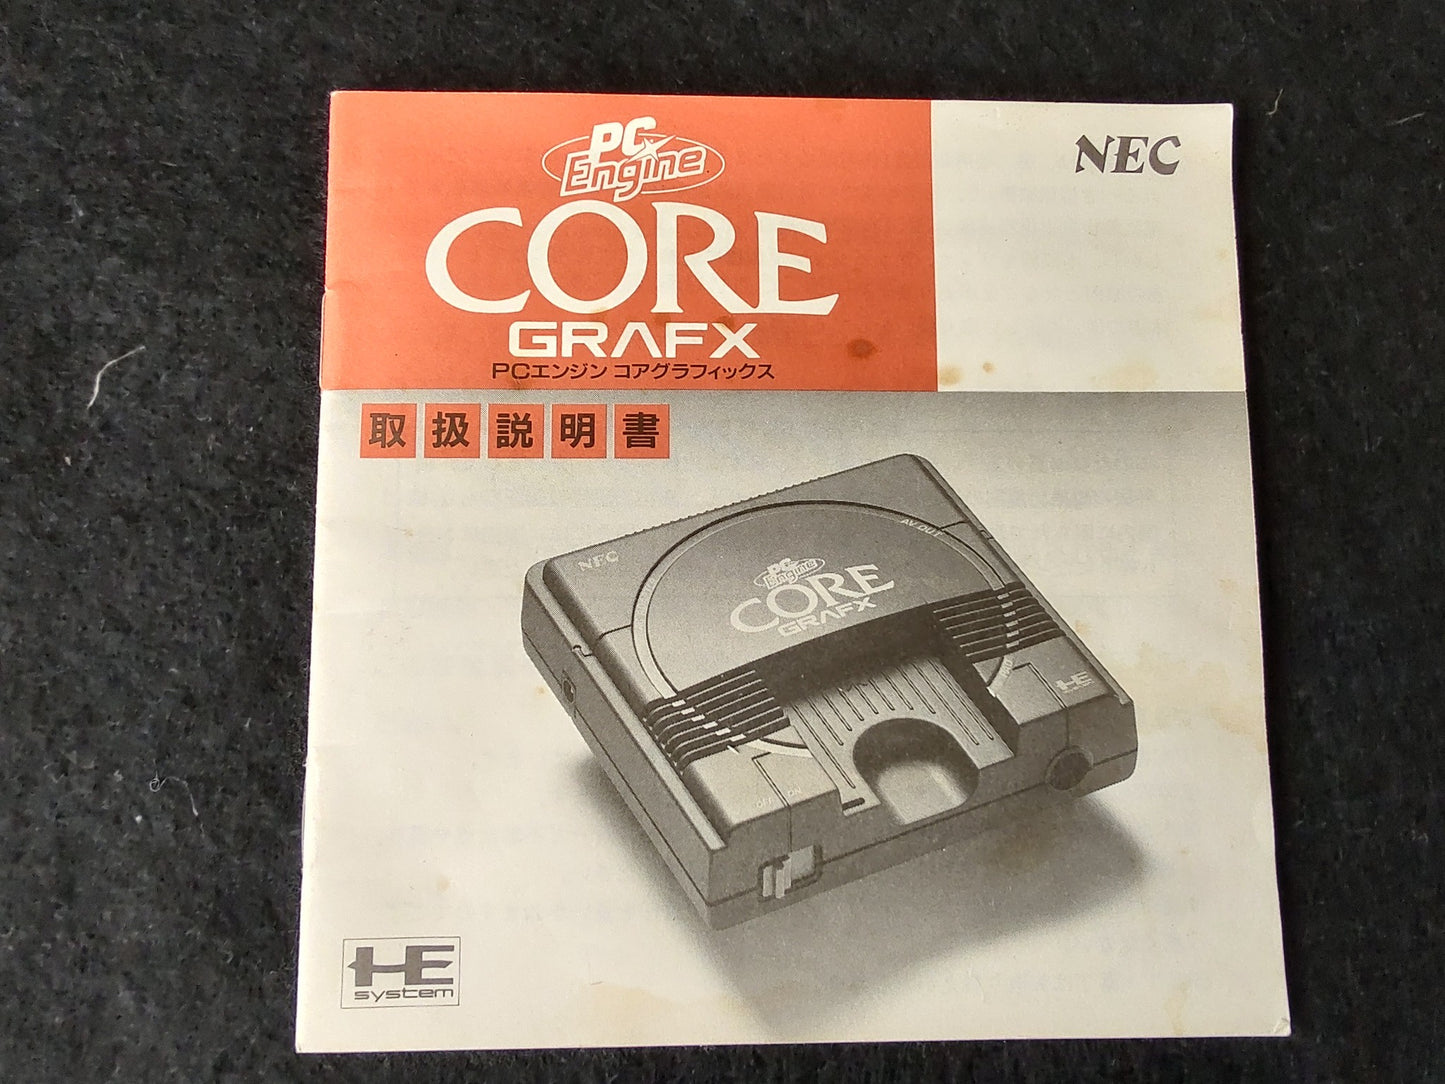 PC Engine
CORE
GRAFX
PCエンジン コアグラフィックス
NEC
取扱説明書
NEC
AV OUT
PC Engine
CORE
GRAFX
HE
OFF ON
HE
system